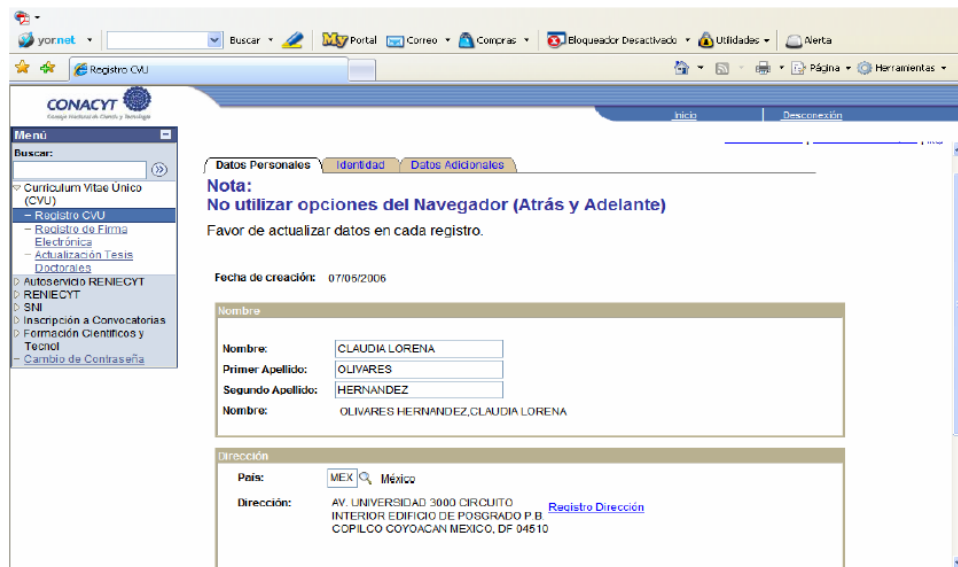 yornet
Buscar
My Portal
Correo
Compras
Bloqueador Desactivado
Utilidades
Alerta
Registro CVU
Página
Herramientas
CONACYT
Inicio
Desconexión
Menú
Buscar:
Curriculum Vitae Único
(CVU)
– Registro CVU
– Registro de Firma
Electrónica
– Actualización Tesis
Doctorales
Autoservicio RENIECYT
RENIECYT
SNI
Inscripción a Convocatorias
Formación Científicos y
Tecnol
– Cambio de Contraseña
Datos Personales
Identidad
Datos Adicionales
Nota:
No utilizar opciones del Navegador (Atrás y Adelante)
Favor de actualizar datos en cada registro.
Fecha de creación: 07/06/2006
Nombre
Nombre: CLAUDIA LORENA
Primer Apellido: OLIVARES
Segundo Apellido: HERNANDEZ
Nombre: OLIVARES HERNANDEZ,CLAUDIA LORENA
Dirección
País: MEX México
Dirección: AV. UNIVERSIDAD 3000 CIRCUITO
INTERIOR EDIFICIO DE POSGRADO P.B.
COPILCO COYOACAN MEXICO, DF 04510
Registro Dirección